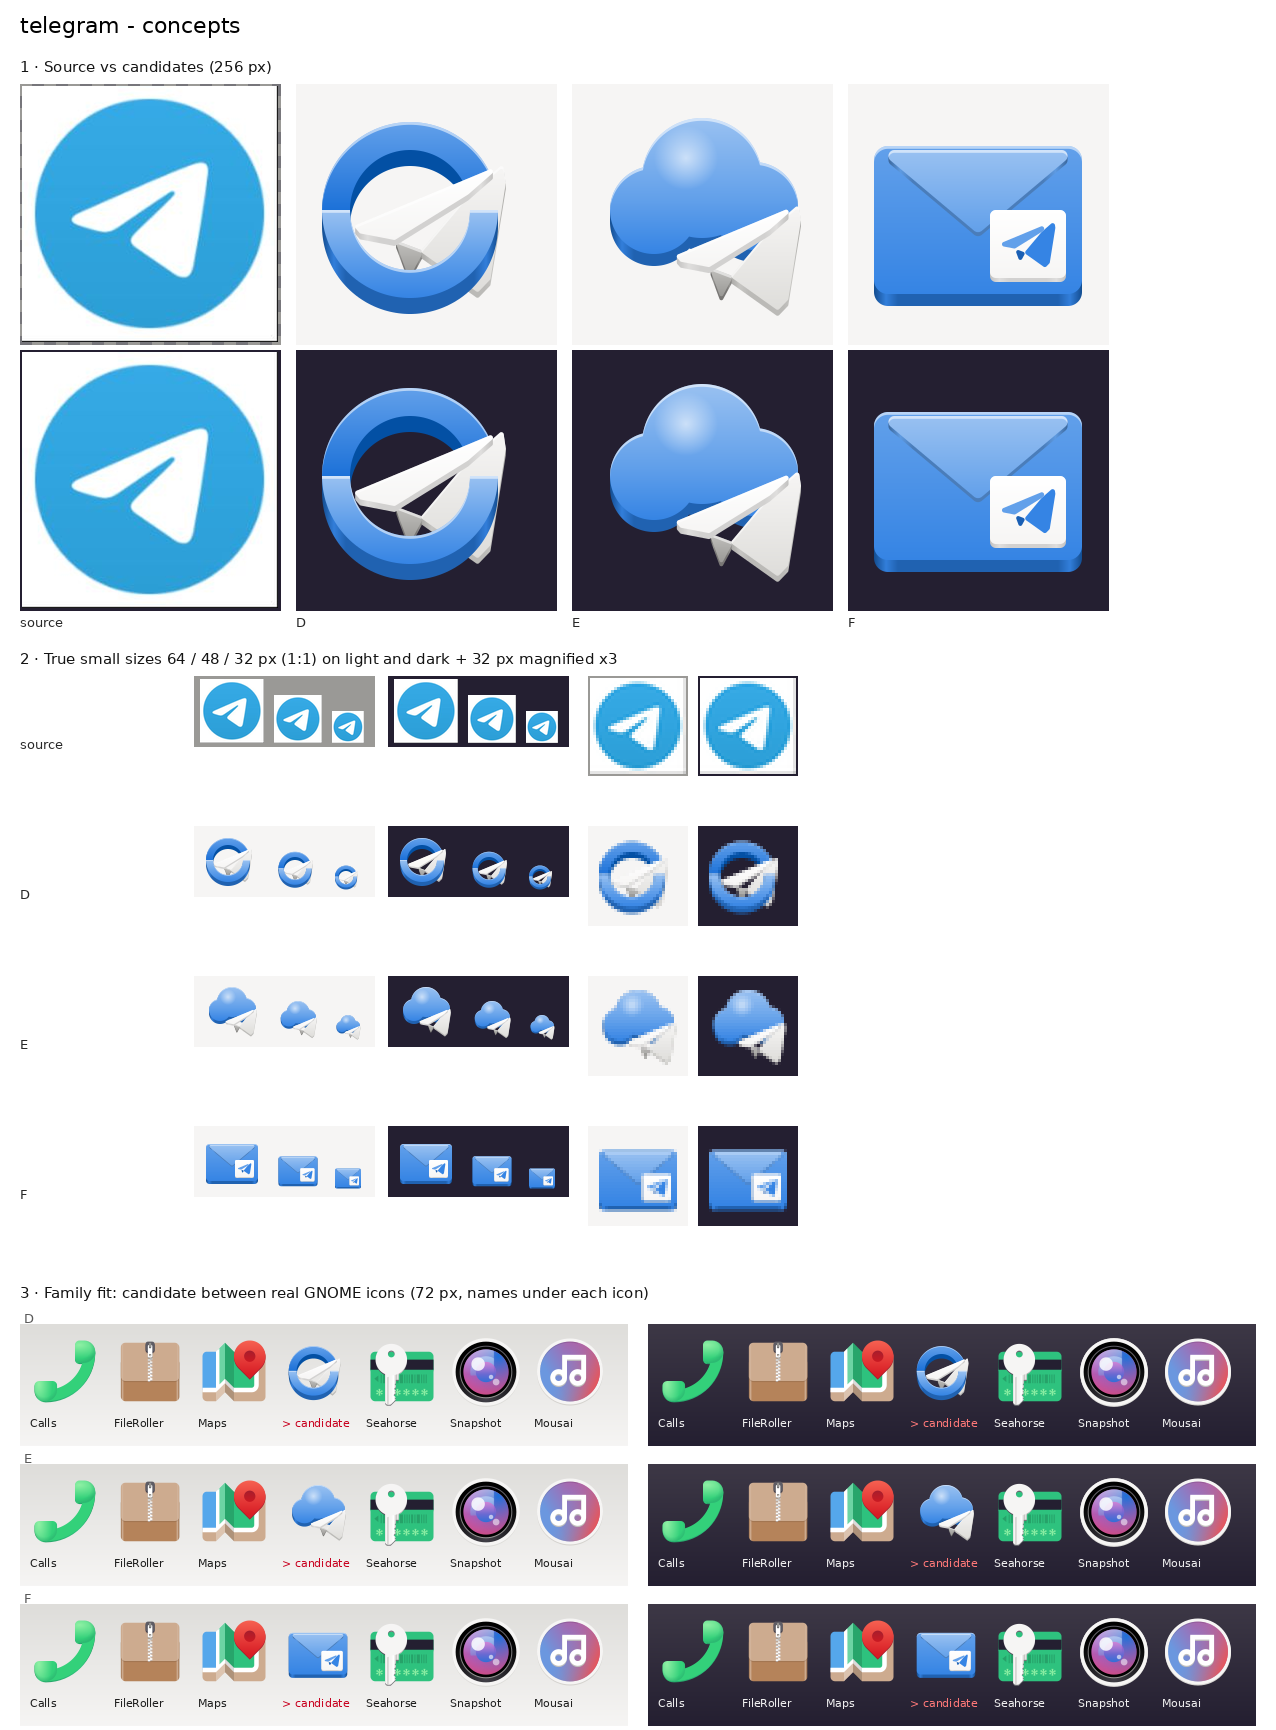 telegram - concepts
1 · Source vs candidates (256 px)
source
D
E
F
2 · True small sizes 64 / 48 / 32 px (1:1) on light and dark + 32 px magnified x3
source
D
E
F
3 · Family fit: candidate between real GNOME icons (72 px, names under each icon)
D
Calls FileRoller Maps > candidate Seahorse Snapshot Mousai
Calls FileRoller Maps > candidate Seahorse Snapshot Mousai
E
Calls FileRoller Maps > candidate Seahorse Snapshot Mousai
Calls FileRoller Maps > candidate Seahorse Snapshot Mousai
F
Calls FileRoller Maps > candidate Seahorse Snapshot Mousai
Calls FileRoller Maps > candidate Seahorse Snapshot Mousai